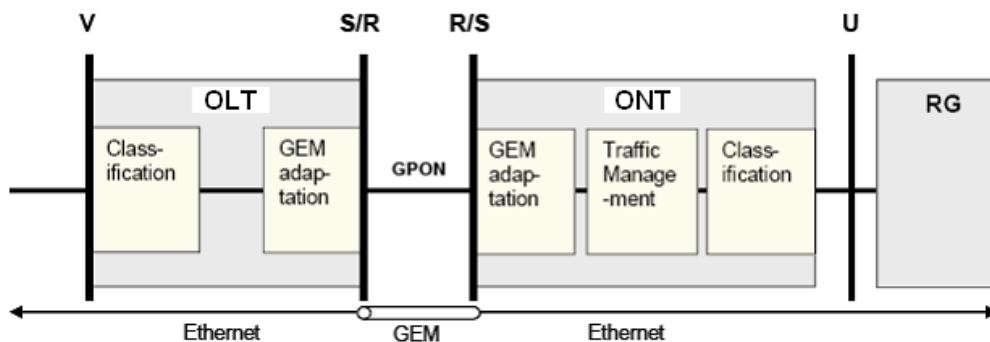 V
S/R
R/S
U
OLT
ONT
RG
Class-
ification
GEM
adap-
tation
GPON
GEM
adap-
tation
Traffic
Manage
-ment
Class-
ification
Ethernet
GEM
Ethernet